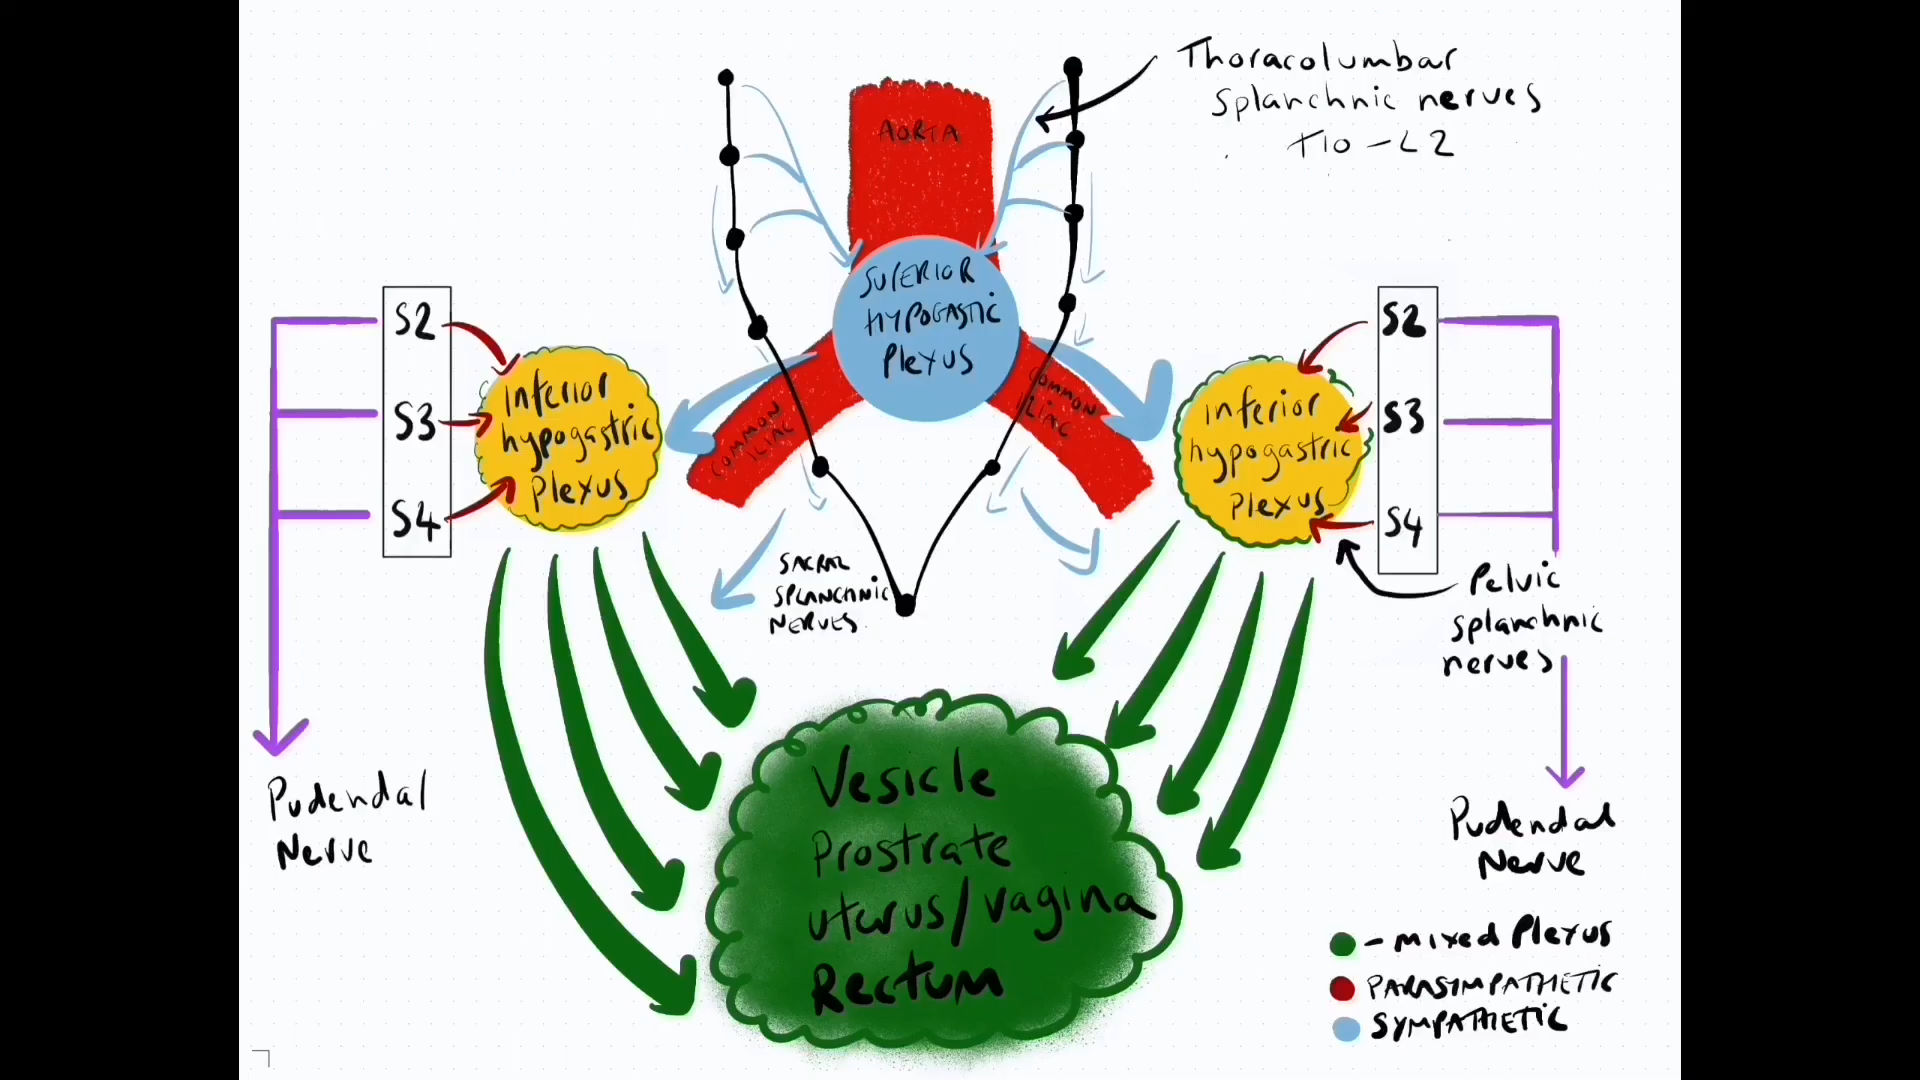 Thoracolumbar
Splanchnic nerves
T10-L2
AORTA
SUPERIOR
HYPOGASTIC
PLEXUS
COMMON
ILIAC
COMMON
ILIAC
S2
S3
S4
Inferior
hypogastric
Plexus
Inferior
hypogastric
Plexus
S2
S3
S4
SACRAL
SPLANCHNIC
NERVES
Pelvic
splanchnic
nerves
Pudendal
Nerve
Pudendal
Nerve
Vesicle
Prostrate
uterus/vagina
Rectum
- mixed Plexus
PARASYMPATHETIC
SYMPATHETIC